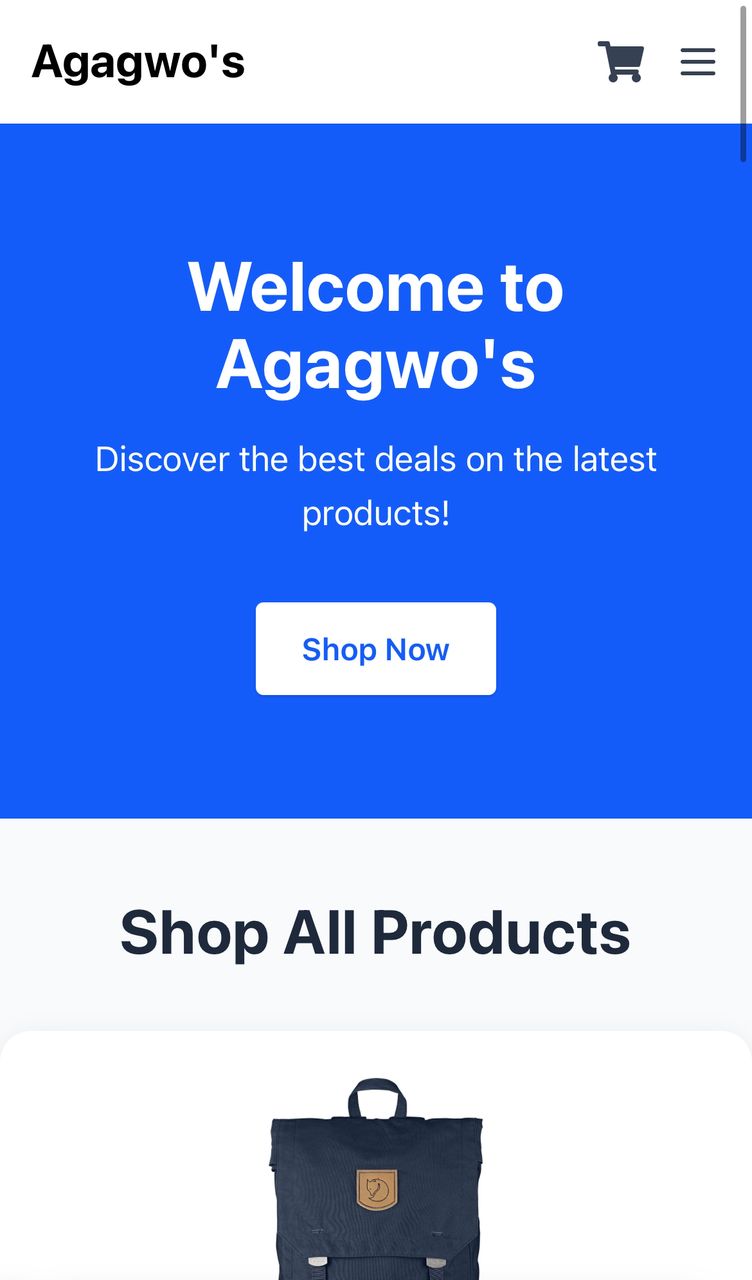 Agagwo's
Welcome to
Agagwo's
Discover the best deals on the latest
products!
Shop Now
Shop All Products